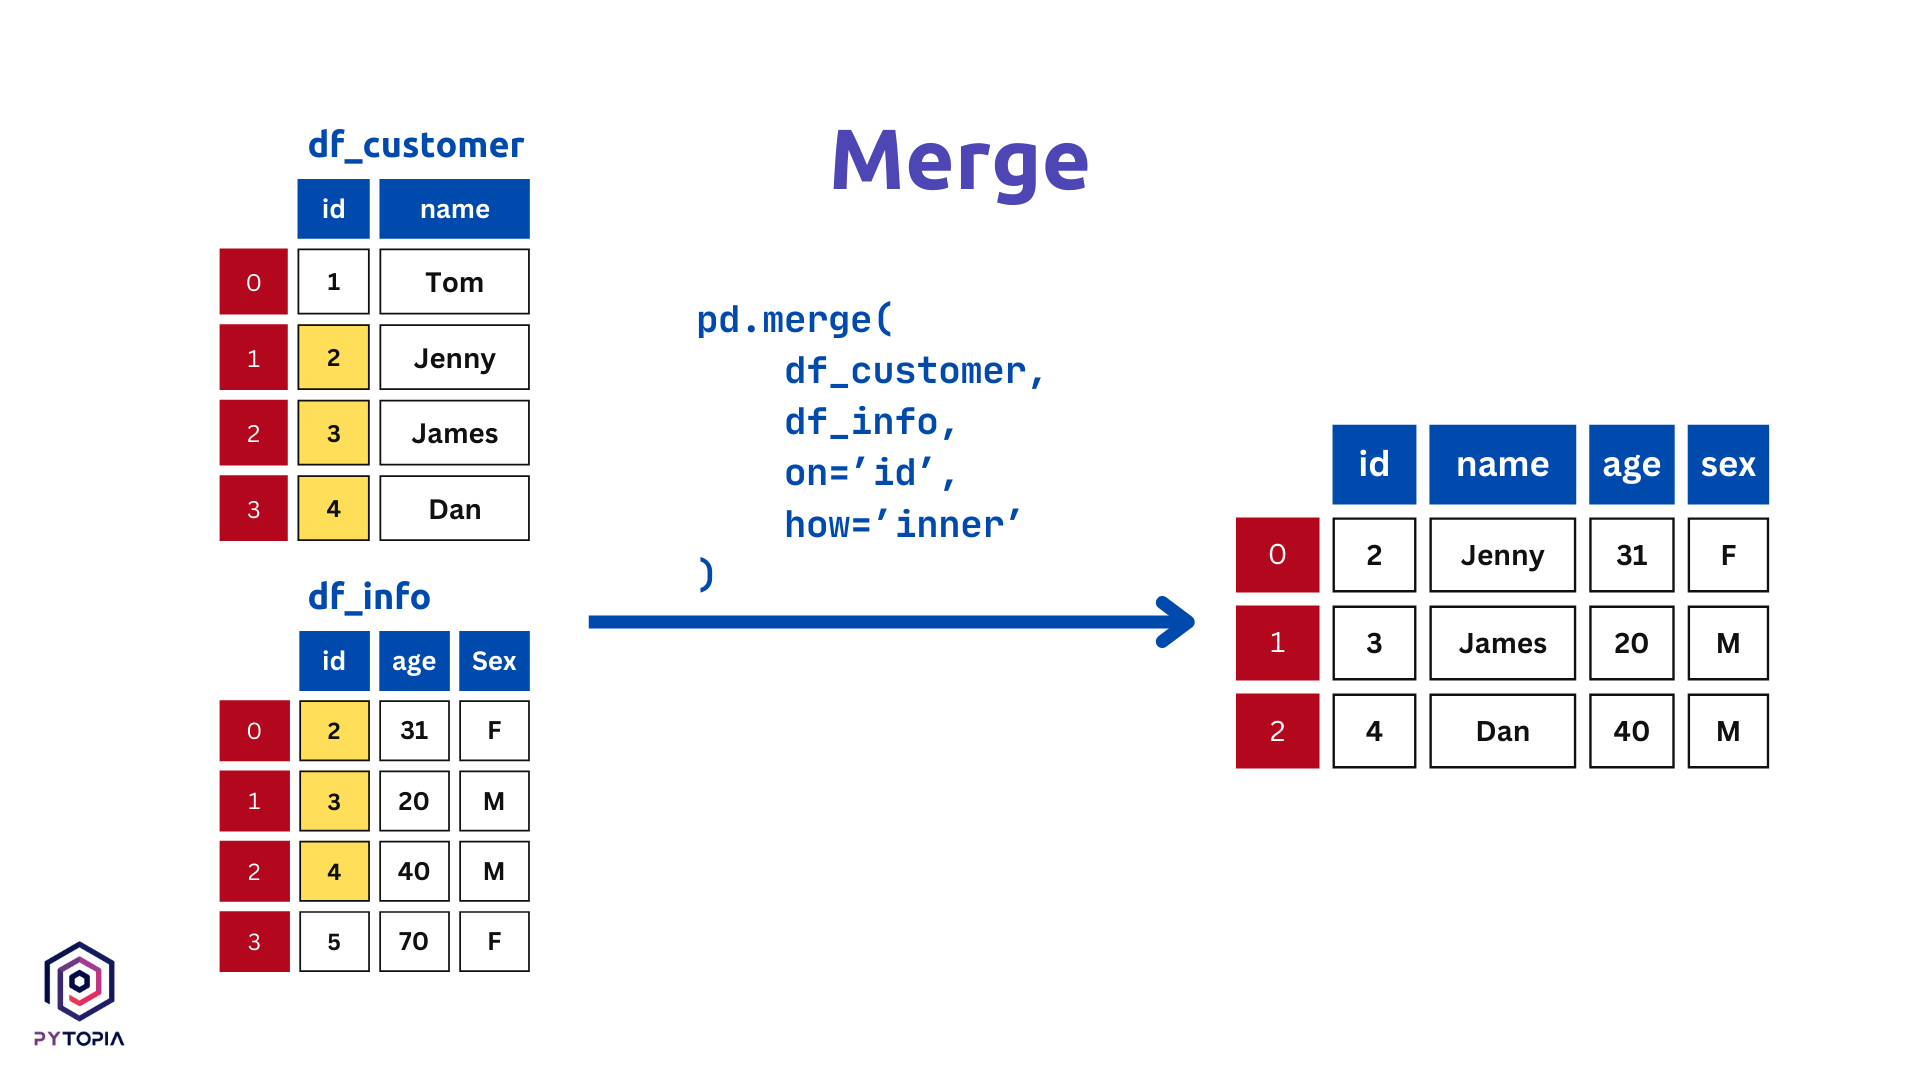 Merge
df_customer
id name
0 1 Tom
1 2 Jenny
2 3 James
3 4 Dan
df_info
id age Sex
0 2 31 F
1 3 20 M
2 4 40 M
3 5 70 F
pd.merge(
df_customer,
df_info,
on=’id’,
how=’inner’
)
id name age sex
0 2 Jenny 31 F
1 3 James 20 M
2 4 Dan 40 M
PYTOPIA